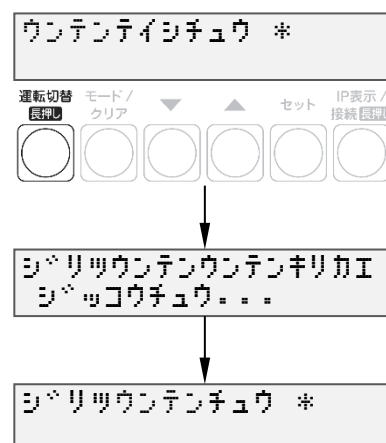 ウンテンテイシチュウ *
運転切替 モード/ ▼ ▲ セット IP表示/
長押し クリア 接続 長押し
ジリツウンテンウンテンキリカエ
ジッコウチュウ...
ジリツウンテンチュウ *